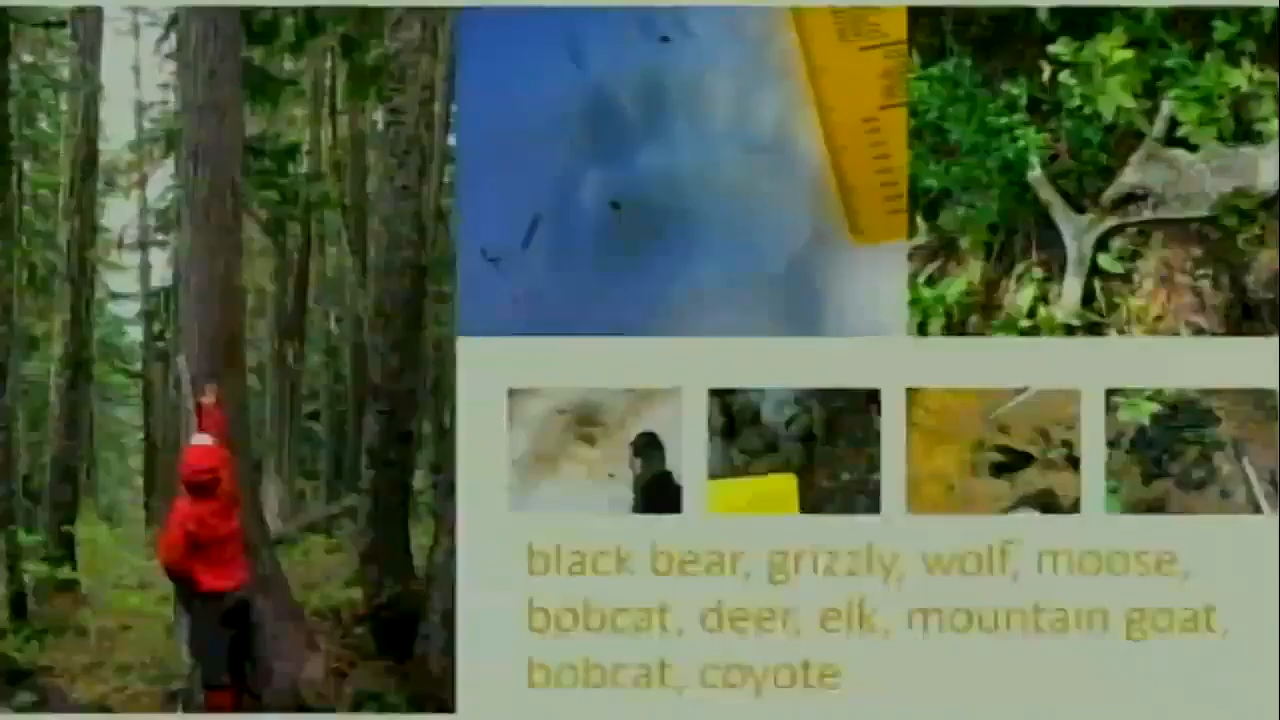 black bear, grizzly, wolf, moose,
bobcat, deer, elk, mountain goat,
bobcat, coyote